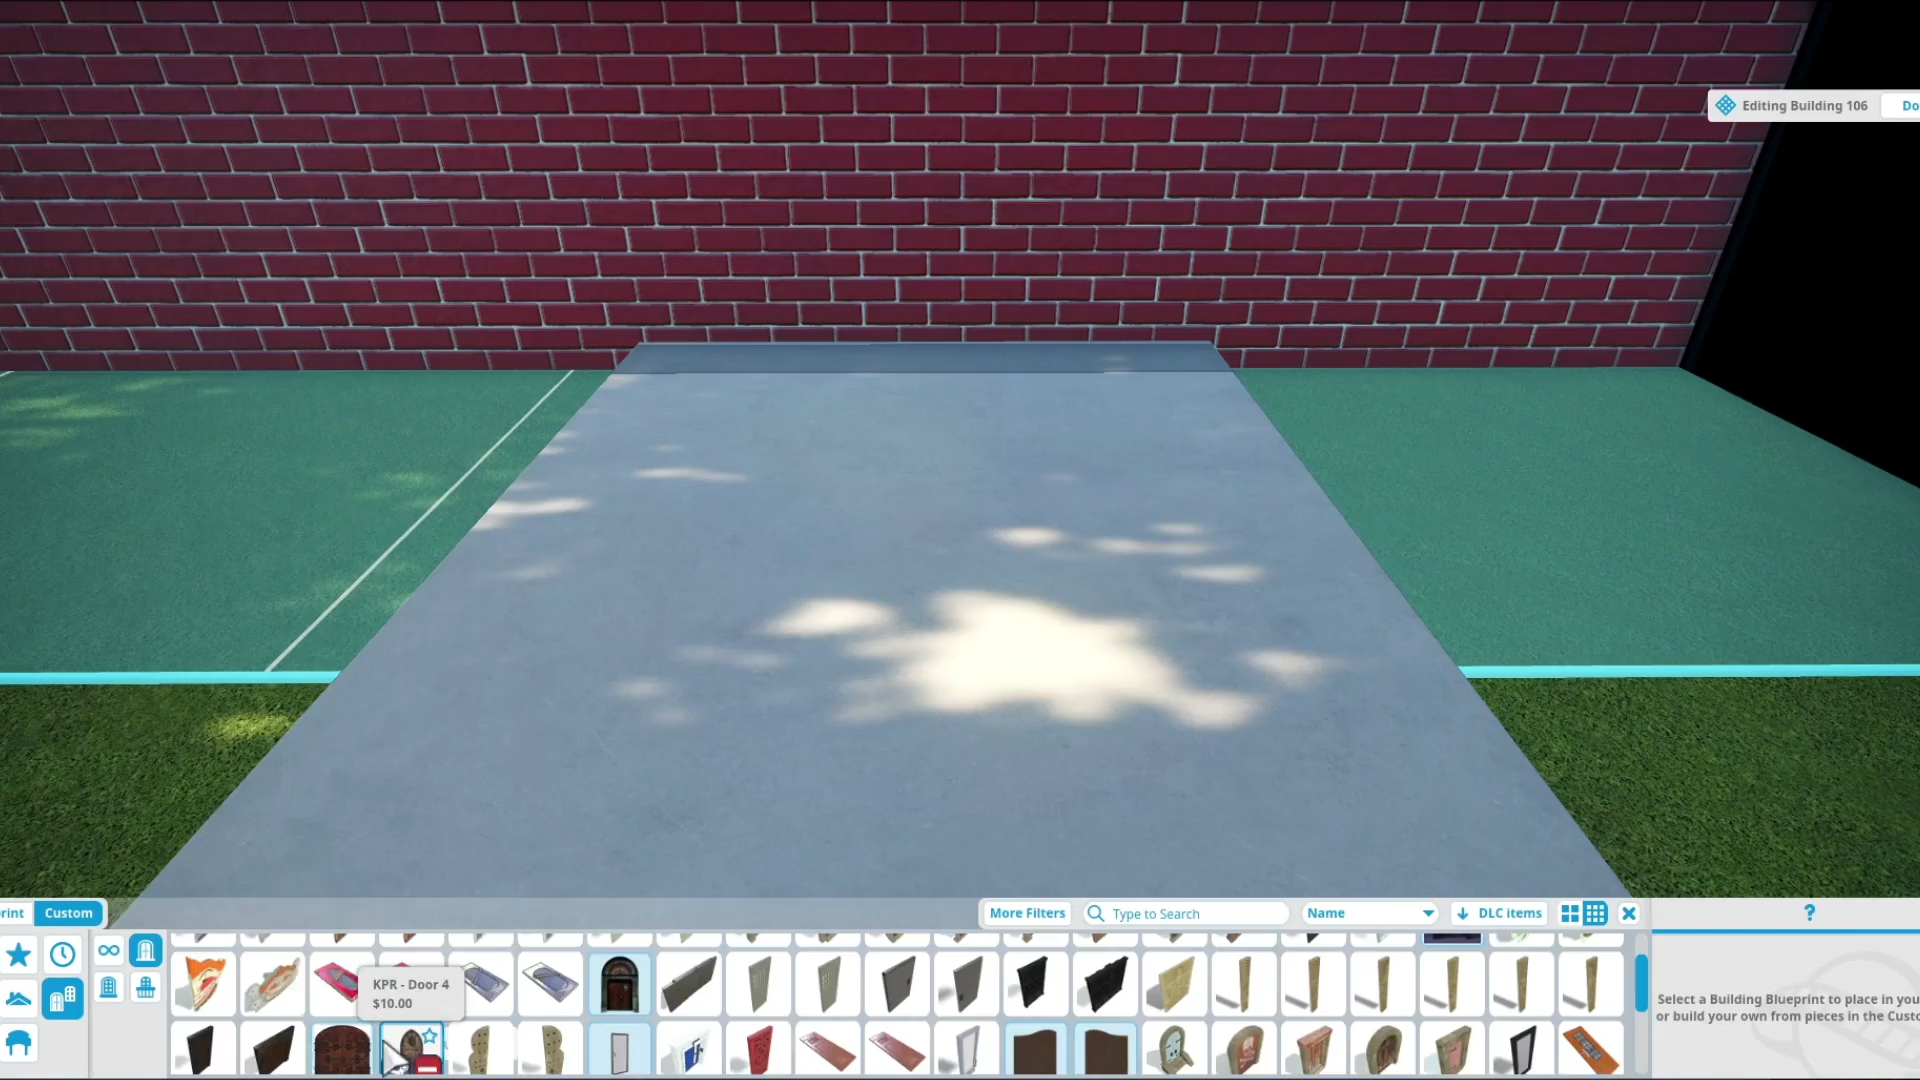 Editing Building 106
Do
rint
Custom
More Filters
Type to Search
Name
DLC items
?
KPR - Door 4
$10.00
Select a Building Blueprint to place in you
or build your own from pieces in the Custo